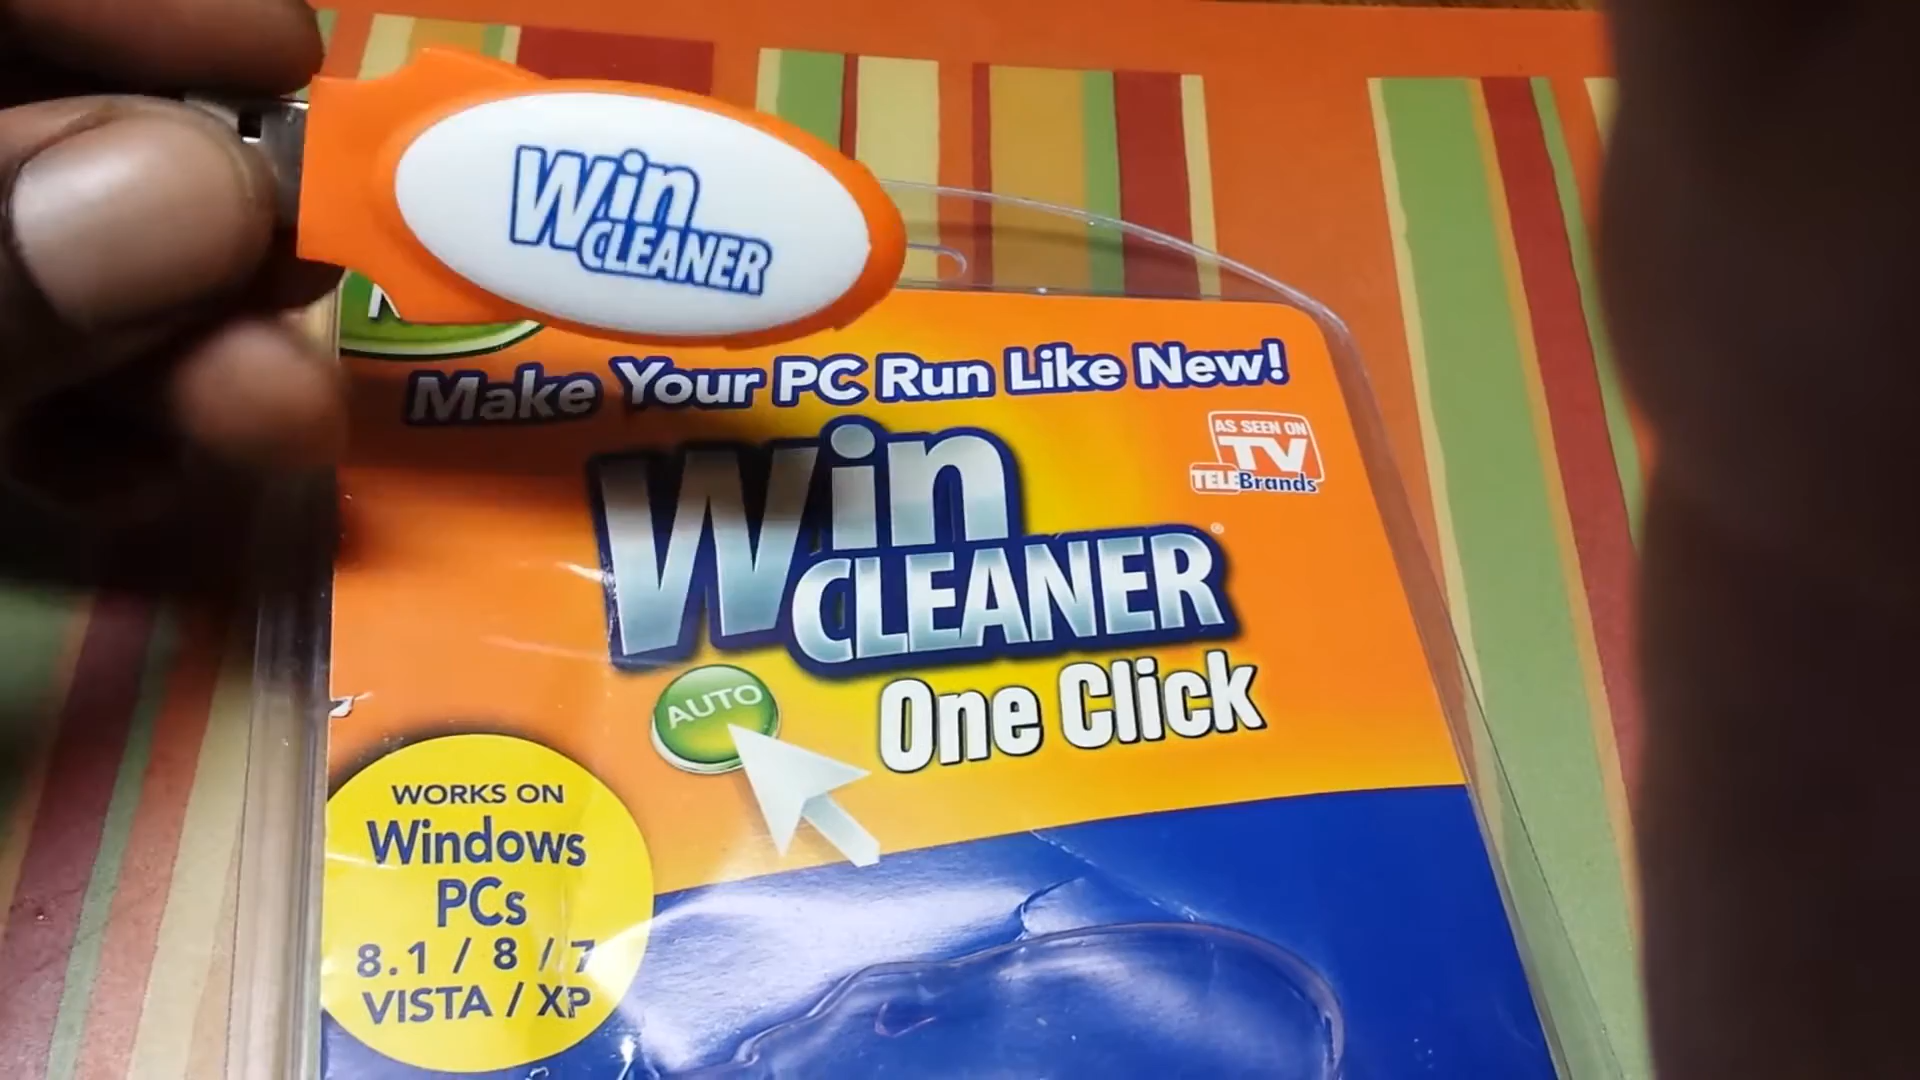 Win
CLEANER
Make Your PC Run Like New!
AS SEEN ON
TV
TELEBrands
Win
CLEANER®
One Click
AUTO
WORKS ON
Windows
PCs
8.1 / 8 / 7
VISTA / XP